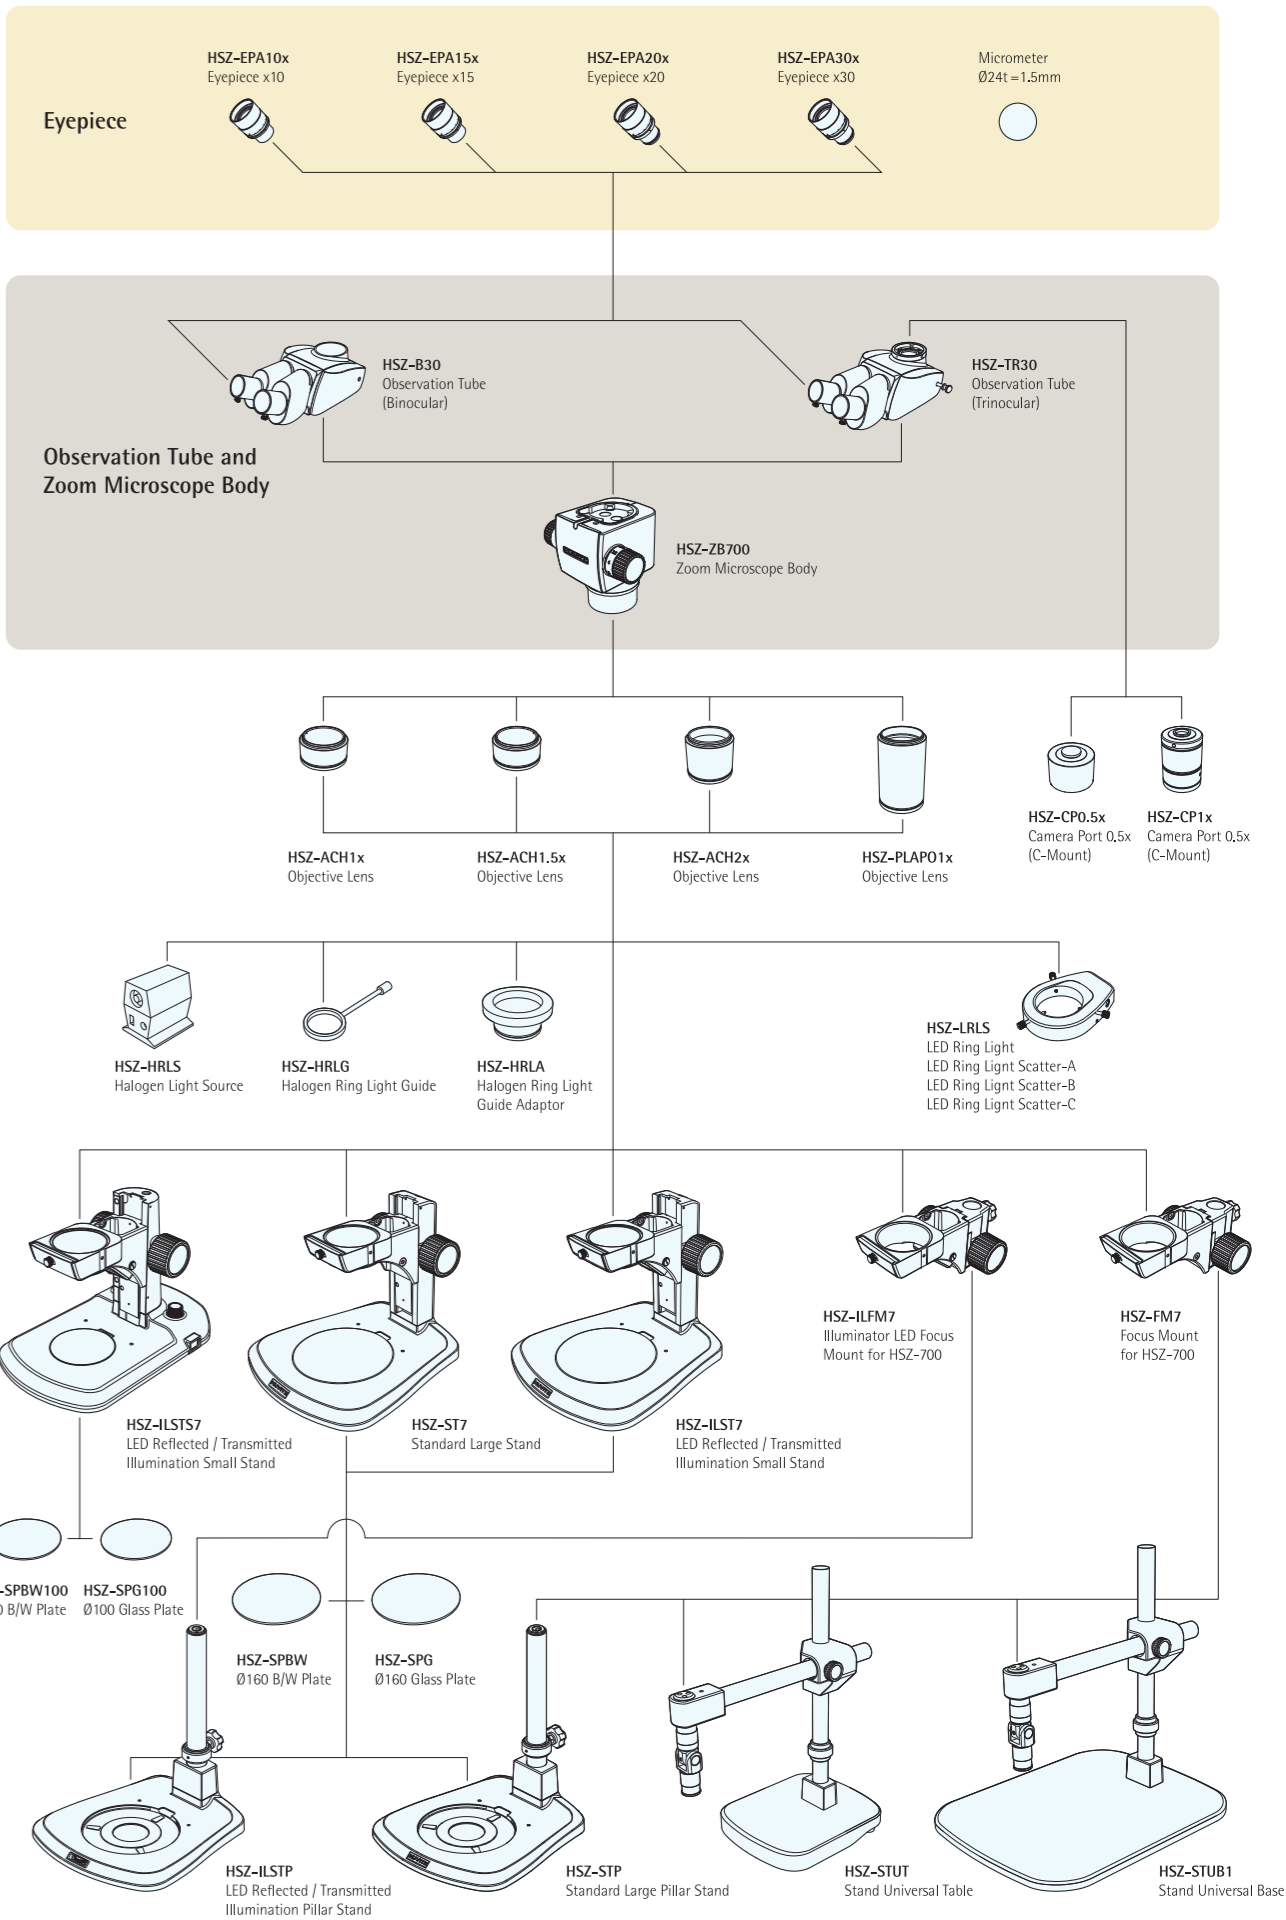 HSZ-EPA10x
Eyepiece x10
HSZ-EPA15x
Eyepiece x15
HSZ-EPA20x
Eyepiece x20
HSZ-EPA30x
Eyepiece x30
Micrometer
Ø24t=1.5mm
Eyepiece
HSZ-B30
Observation Tube
(Binocular)
HSZ-TR30
Observation Tube
(Trinocular)
Observation Tube and
Zoom Microscope Body
HSZ-ZB700
Zoom Microscope Body
HSZ-ACH1x
Objective Lens
HSZ-ACH1.5x
Objective Lens
HSZ-ACH2x
Objective Lens
HSZ-PLAPO1x
Objective Lens
HSZ-CP0.5x
Camera Port 0.5x
(C-Mount)
HSZ-CP1x
Camera Port 0.5x
(C-Mount)
HSZ-HRLS
Halogen Light Source
HSZ-HRLG
Halogen Ring Light Guide
HSZ-HRLA
Halogen Ring Light
Guide Adaptor
HSZ-LRLS
LED Ring Light
LED Ring Lignt Scatter-A
LED Ring Lignt Scatter-B
LED Ring Lignt Scatter-C
HSZ-ILSTS7
LED Reflected / Transmitted
Illumination Small Stand
HSZ-ST7
Standard Large Stand
HSZ-ILST7
LED Reflected / Transmitted
Illumination Small Stand
HSZ-ILFM7
Illuminator LED Focus
Mount for HSZ-700
HSZ-FM7
Focus Mount
for HSZ-700
-SPBW100
0 B/W Plate
HSZ-SPG100
Ø100 Glass Plate
HSZ-SPBW
Ø160 B/W Plate
HSZ-SPG
Ø160 Glass Plate
HSZ-ILSTP
LED Reflected / Transmitted
Illumination Pillar Stand
HSZ-STP
Standard Large Pillar Stand
HSZ-STUT
Stand Universal Table
HSZ-STUB1
Stand Universal Base